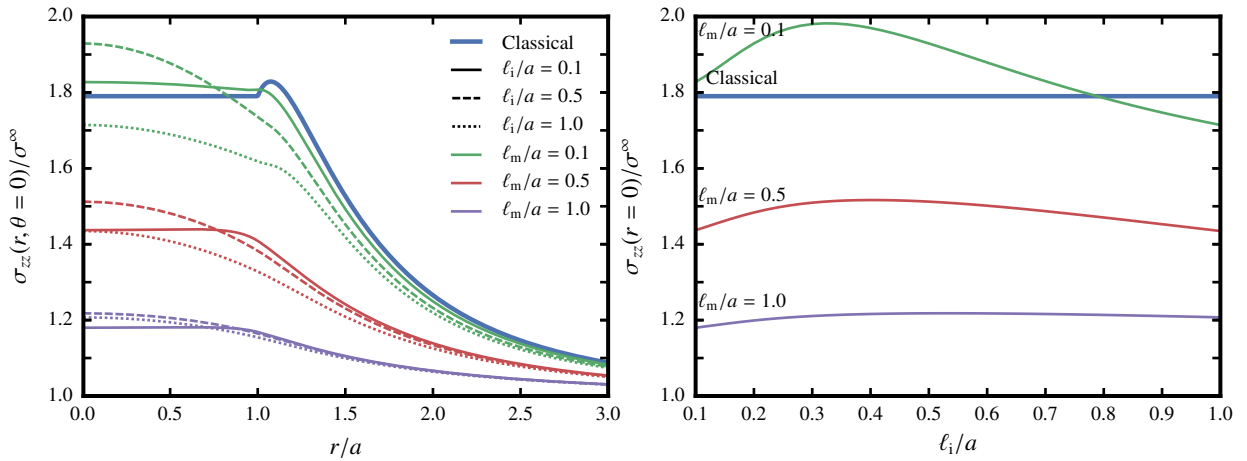 2.0
1.8
1.6
1.4
1.2
1.0
0.0 0.5 1.0 1.5 2.0 2.5 3.0
r/a
σzz(r, θ = 0)/σ∞
Classical
ℓi/a = 0.1
ℓi/a = 0.5
ℓi/a = 1.0
ℓm/a = 0.1
ℓm/a = 0.5
ℓm/a = 1.0
2.0
1.8
1.6
1.4
1.2
1.0
0.1 0.2 0.3 0.4 0.5 0.6 0.7 0.8 0.9 1.0
ℓi/a
σzz(r = 0)/σ∞
ℓm/a = 0.1
Classical
ℓm/a = 0.5
ℓm/a = 1.0